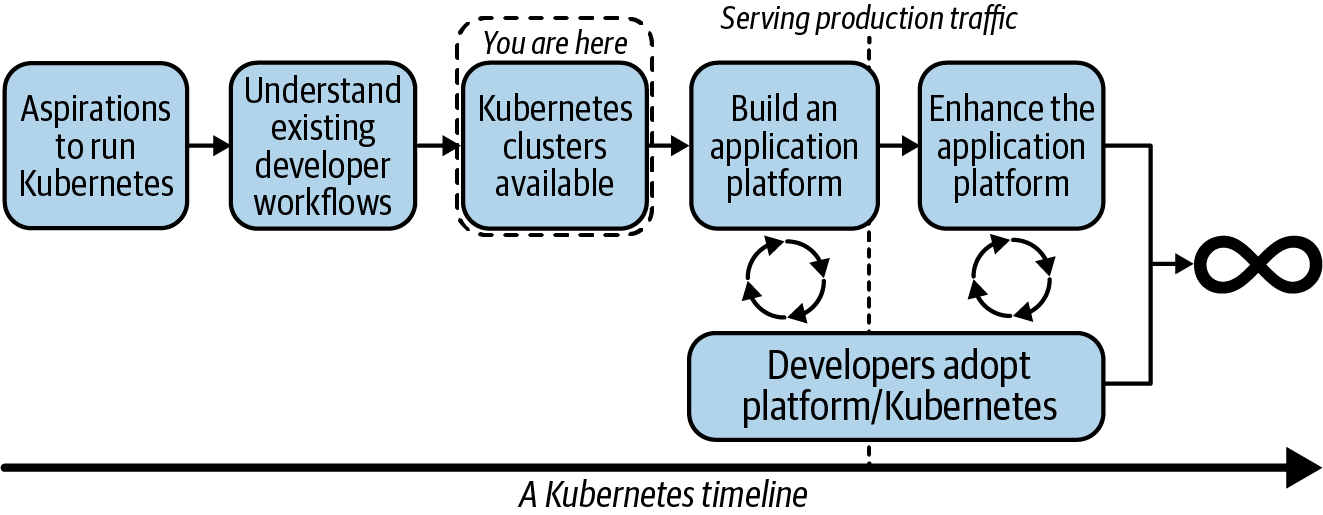 Serving production traffic
You are here
Aspirations
to run
Kubernetes
Understand
existing
developer
workflows
Kubernetes
clusters
available
Build an
application
platform
Enhance the
application
platform
Developers adopt
platform/Kubernetes
A Kubernetes timeline